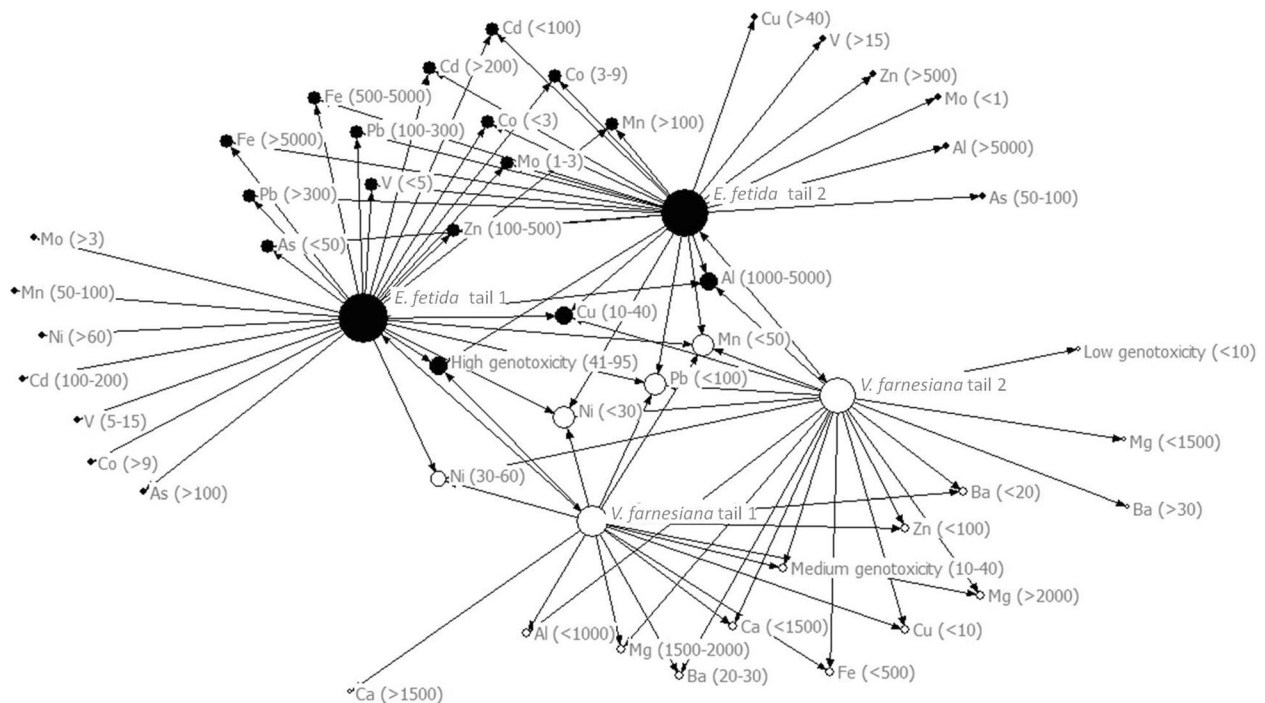 Cd (<100)
Cu (>40)
V (>15)
Cd (>200)
Co (3-9)
Zn (>500)
Fe (500-5000)
Mo (<1)
Co (<3)
Mn (>100)
Pb (100-300)
Fe (>5000)
Al (>5000)
Mo (1-3)
V (<5)
Pb (>300)
E. fetida tail 2
As (50-100)
Zn (100-500)
Mo (>3)
As (<50)
Al (1000-5000)
Mn (50-100)
E. fetida tail 1
Cu (10-40)
Ni (>60)
Mn (<50)
High genotoxicity (41-95)
Low genotoxicity (<10)
Cd (100-200)
Pb (<100)
V. farnesiana tail 2
Ni (<30)
V (5-15)
Mg (<1500)
Co (>9)
Ni (30-60)
As (>100)
Ba (<20)
Ba (>30)
V. farnesiana tail 1
Zn (<100)
Medium genotoxicity (10-40)
Mg (>2000)
Ca (<1500)
Cu (<10)
Al (<1000)
Mg (1500-2000)
Fe (<500)
Ba (20-30)
Ca (>1500)